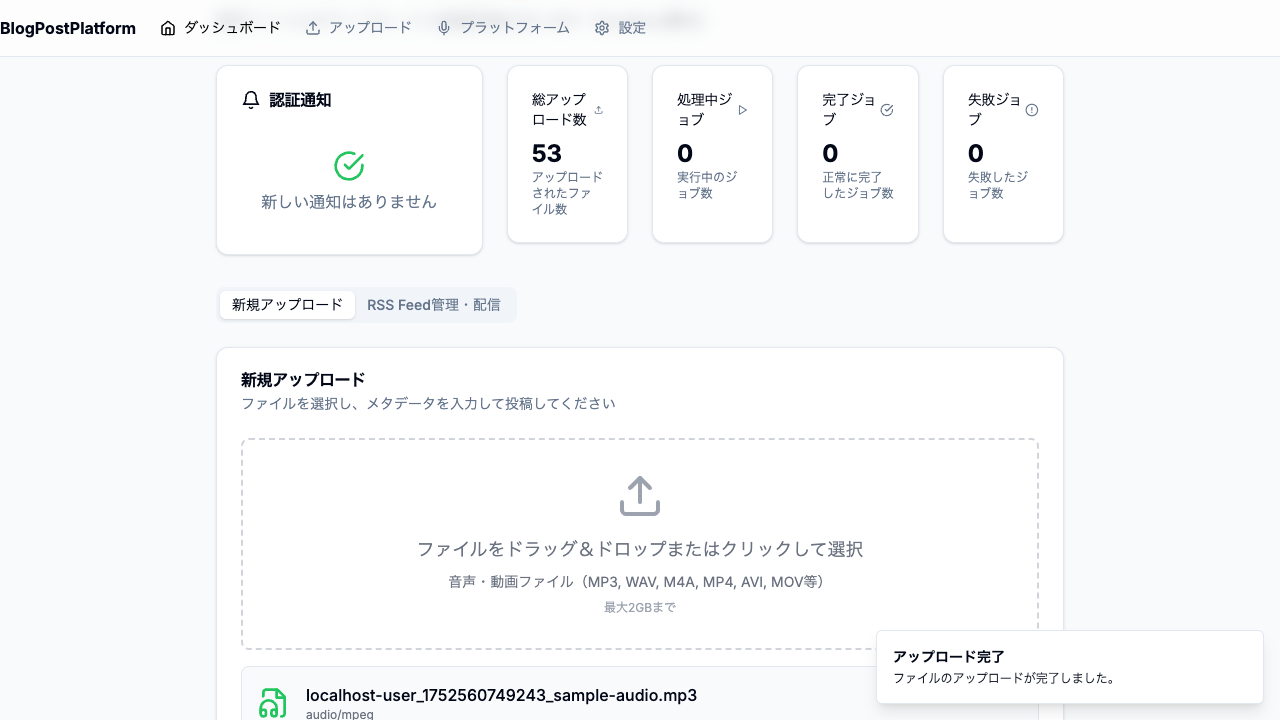 BlogPostPlatform ダッシュボード アップロード プラットフォーム 設定
認証通知
新しい通知はありません
総アップ
ロード数
53
アップロード
されたファ
イル数
処理中ジ
ョブ
0
実行中のジ
ョブ数
完了ジョ
ブ
0
正常に完了
したジョブ数
失敗ジョ
ブ
0
失敗したジ
ョブ数
新規アップロード RSS Feed管理・配信
新規アップロード
ファイルを選択し、メタデータを入力して投稿してください
ファイルをドラッグ＆ドロップまたはクリックして選択
音声・動画ファイル（MP3, WAV, M4A, MP4, AVI, MOV等）
最大2GBまで
localhost-user_1752560749243_sample-audio.mp3
audio/mpeg
アップロード完了
ファイルのアップロードが完了しました。